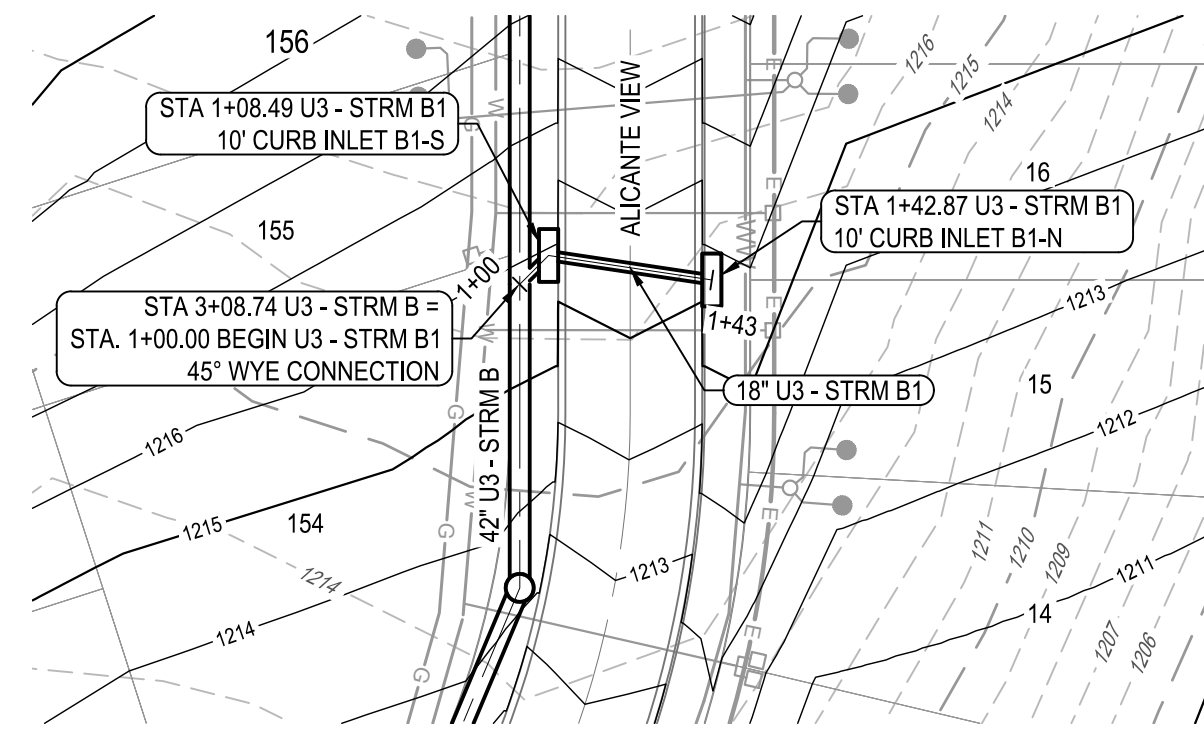 156
1216
1215
1214
STA 1+08.49 U3 - STRM B1
10' CURB INLET B1-S
W
G
ALICANTE VIEW
E
16
STA 1+42.87 U3 - STRM B1
10' CURB INLET B1-N
155
W
E
1+00
1213
STA 3+08.74 U3 - STRM B =
STA. 1+00.00 BEGIN U3 - STRM B1
45° WYE CONNECTION
W
E
1+43
18" U3 - STRM B1
15
1216
G
E
1212
42" U3 - STRM B
W
1215
154
G
E
1211
1210
1209
1214
1213
1211
14
1214
E
1207
1206
G
E